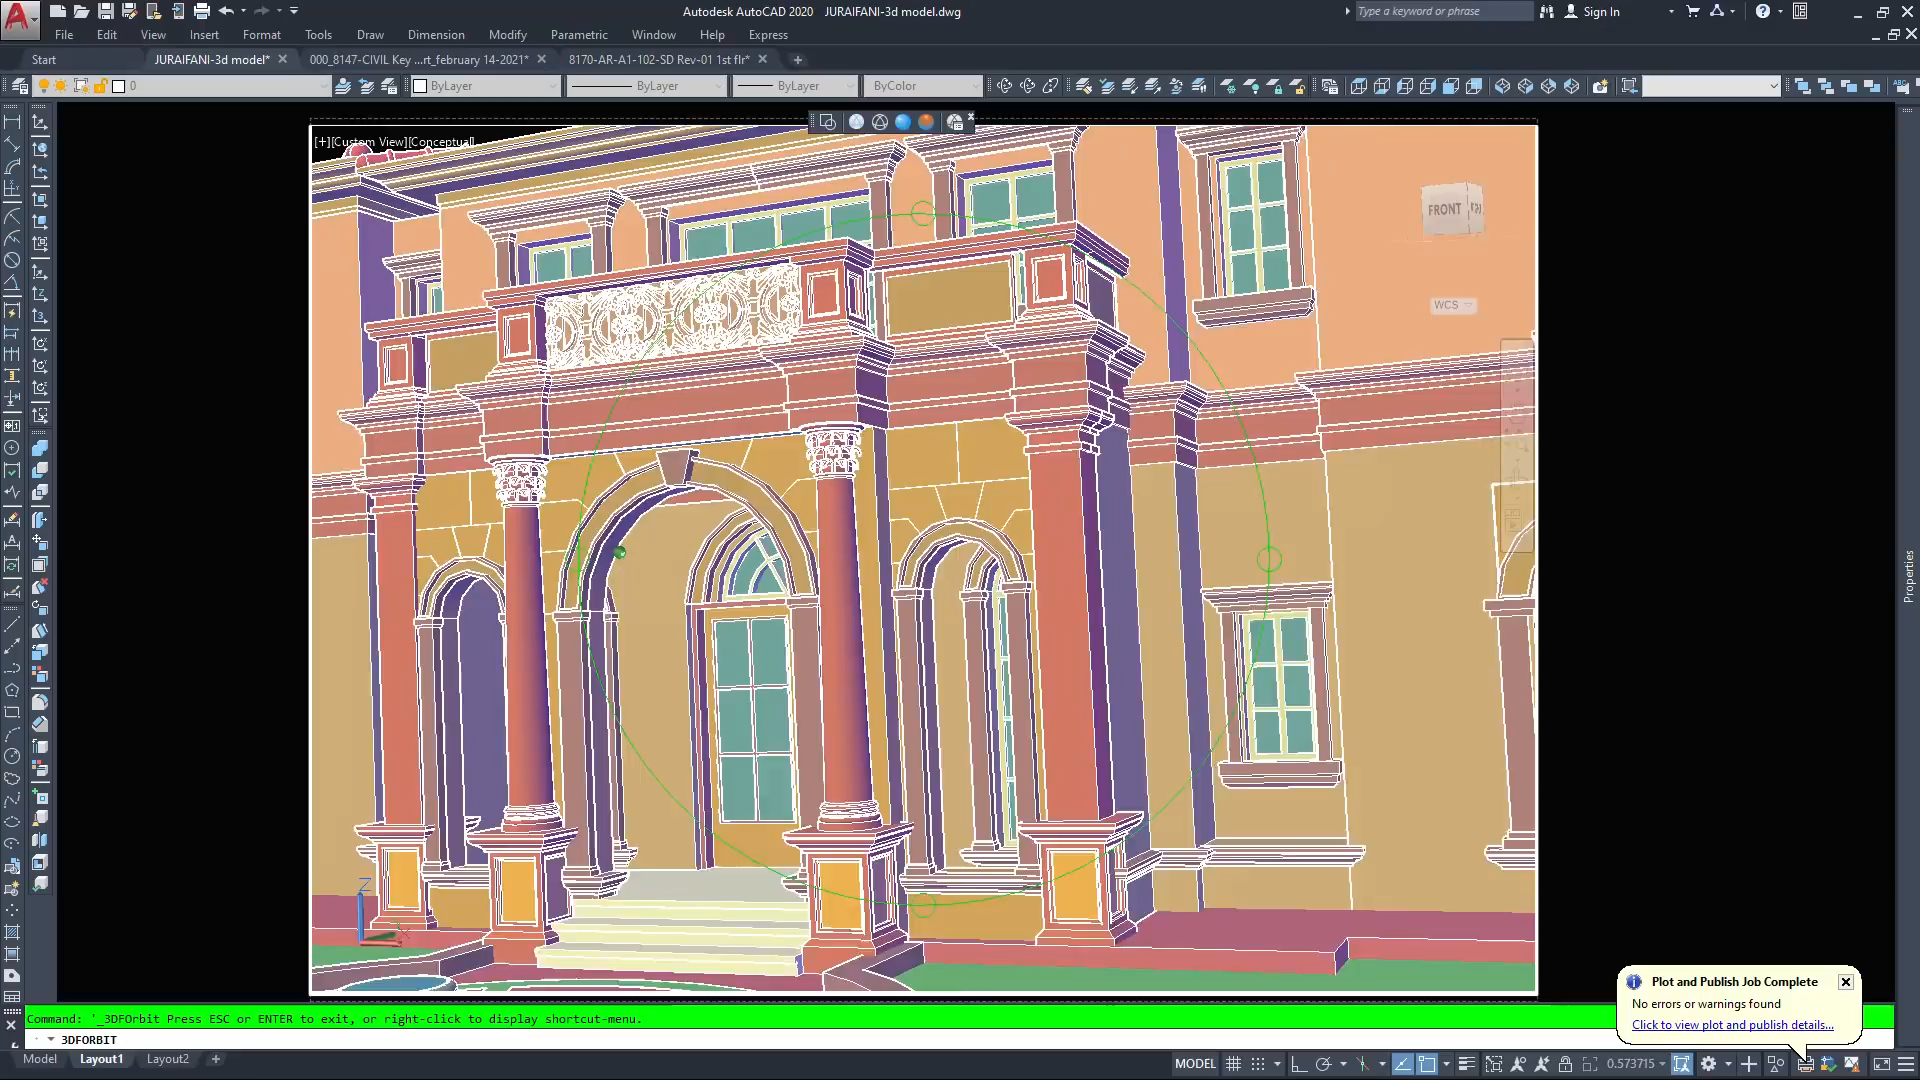 Autodesk AutoCAD 2020   JURAIFANI-3d model.dwg
Type a keyword or phrase
Sign In
File Edit View Insert Format Tools Draw Dimension Modify Parametric Window Help Express
Start
JURAIFANI-3d model*
000_8147-CIVIL Key ...rt_february 14-2021*
8170-AR-A1-102-SD Rev-01 1st flr*
0
ByLayer
ByLayer
ByLayer
ByColor
[+][Custom View][Conceptual]
FRONT
WCS
Properties
Z
X
Plot and Publish Job Complete
No errors or warnings found
Click to view plot and publish details...
Command: '_3DFOrbit Press ESC or ENTER to exit, or right-click to display shortcut-menu.
3DFORBIT
Model
Layout1
Layout2
MODEL
0.573715